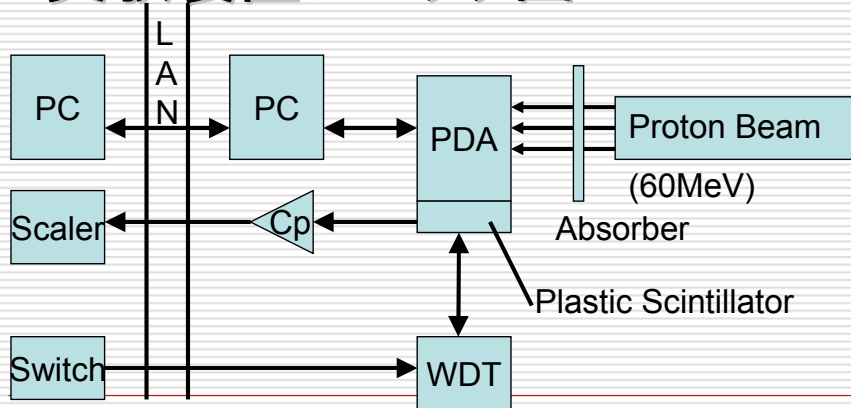 L
A
N
PC
PC
PDA
Proton Beam
(60MeV)
Absorber
Scaler
Cp
Plastic Scintillator
Switch
WDT